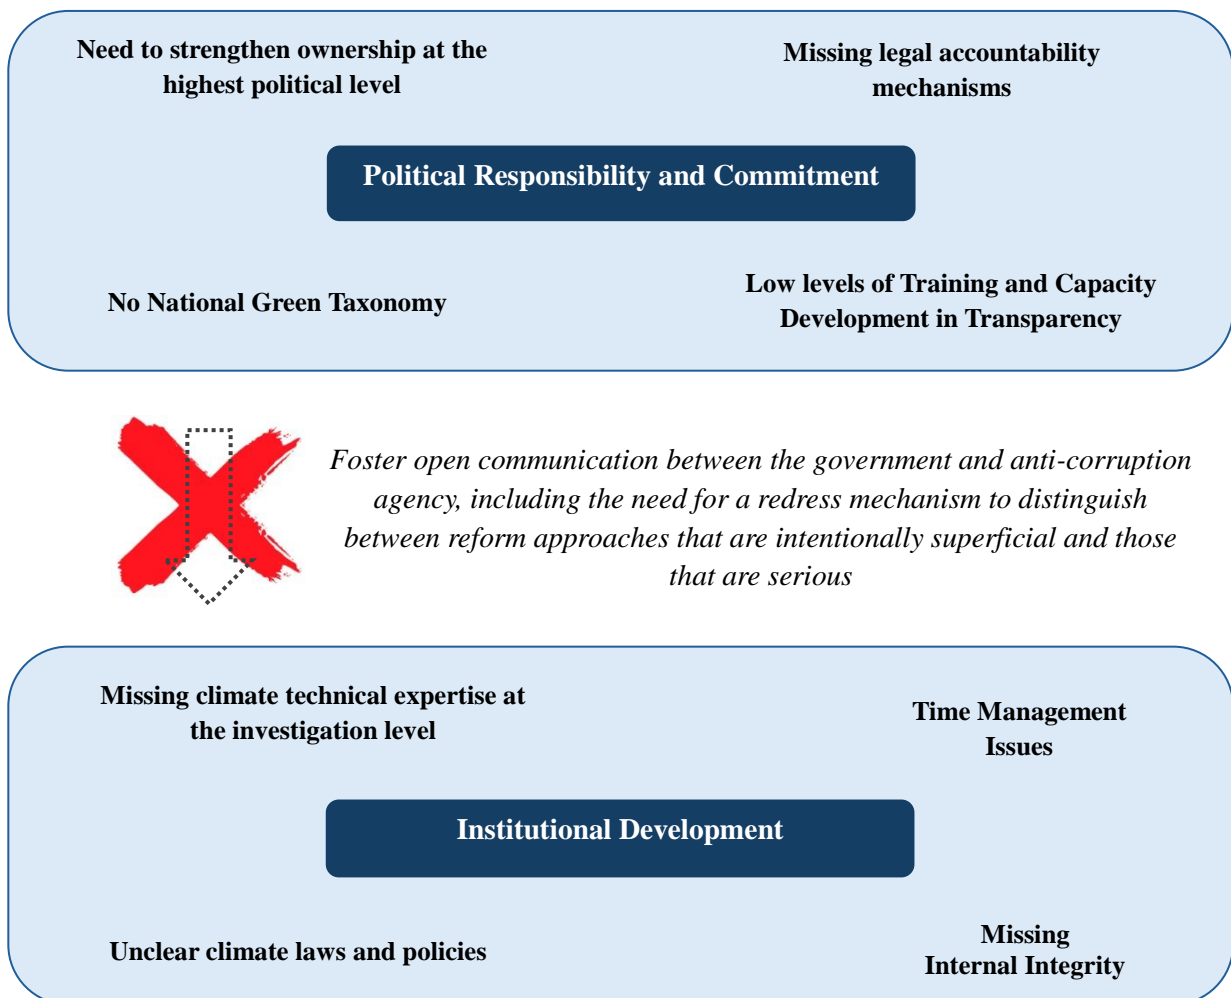 Need to strengthen ownership at the
highest political level
Missing legal accountability
mechanisms
Political Responsibility and Commitment
No National Green Taxonomy
Low levels of Training and Capacity
Development in Transparency
Foster open communication between the government and anti-corruption
agency, including the need for a redress mechanism to distinguish
between reform approaches that are intentionally superficial and those
that are serious
Missing climate technical expertise at
the investigation level
Time Management
Issues
Institutional Development
Unclear climate laws and policies
Missing
Internal Integrity